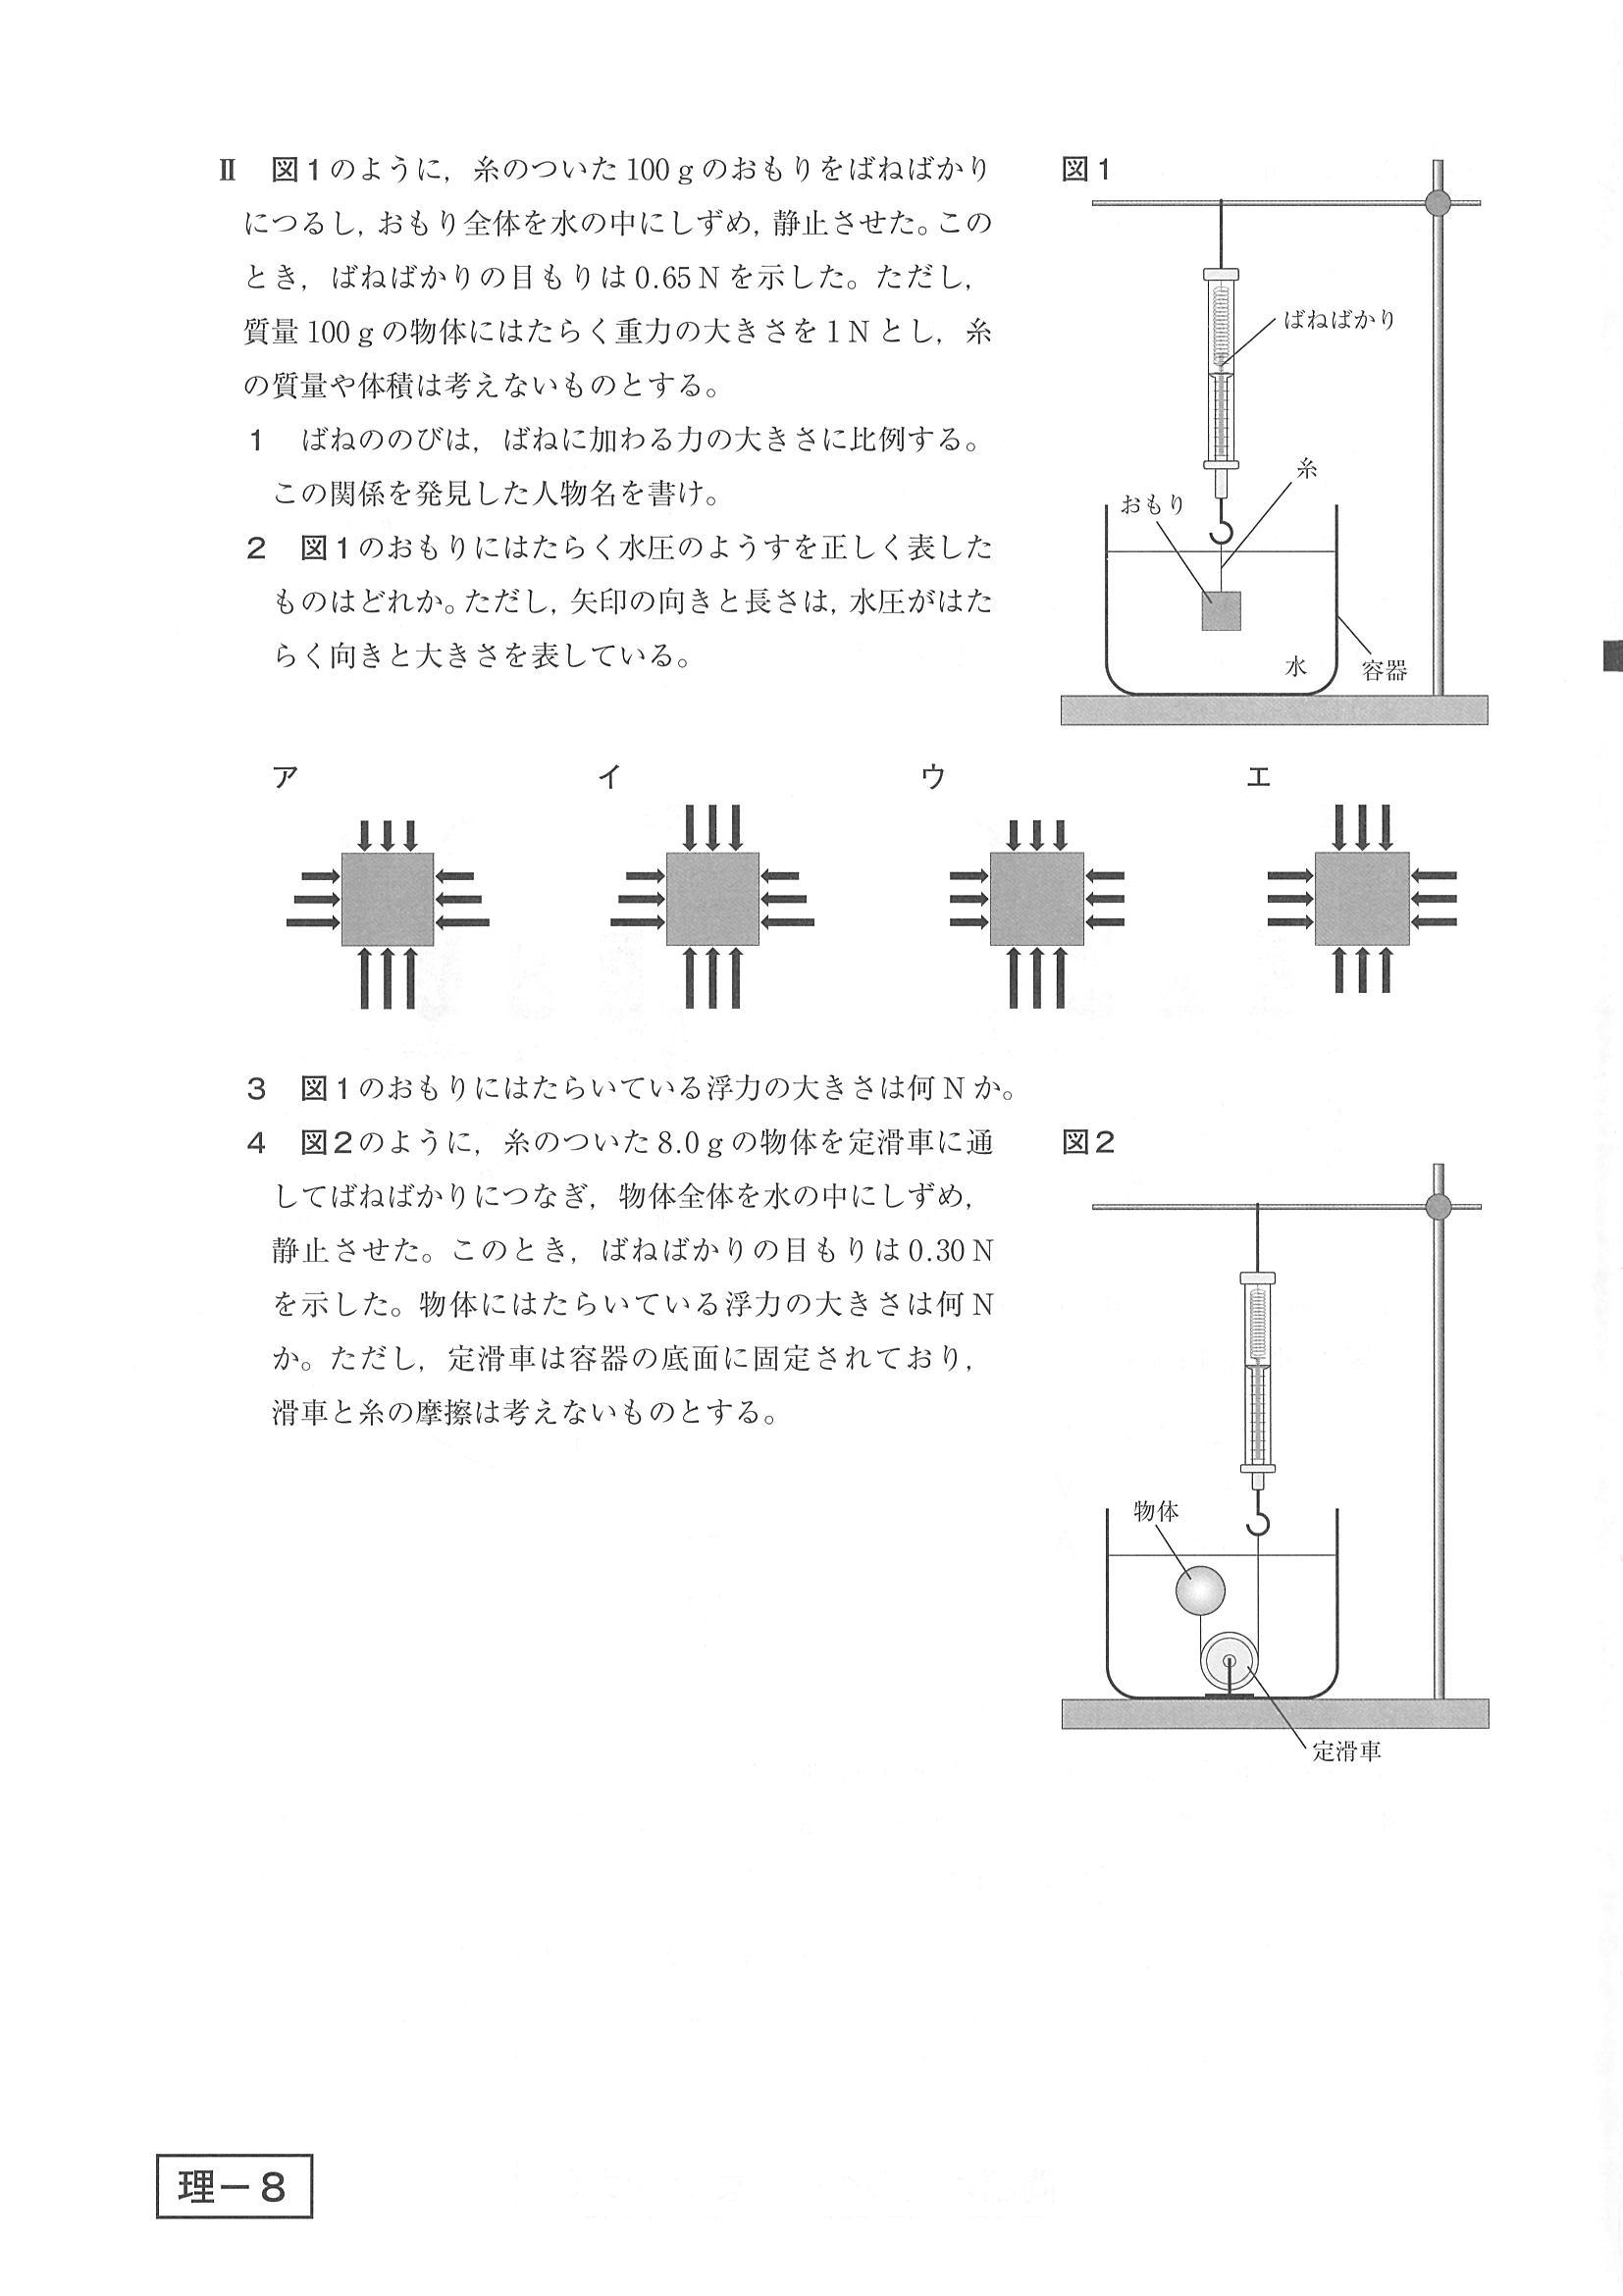 Ⅱ 図1のように，糸のついた100gのおもりをばねばかり
につるし，おもり全体を水の中にしずめ，静止させた。この
とき，ばねばかりの目もりは0.65Nを示した。ただし，
質量100gの物体にはたらく重力の大きさを1Nとし，糸
の質量や体積は考えないものとする。
1 ばねののびは，ばねに加わる力の大きさに比例する。
この関係を発見した人物名を書け。
2 図1のおもりにはたらく水圧のようすを正しく表した
ものはどれか。ただし，矢印の向きと長さは，水圧がはた
らく向きと大きさを表している。
図1
ばねばかり
糸
おもり
水
容器
ア
イ
ウ
エ
3 図1のおもりにはたらいている浮力の大きさは何Nか。
4 図2のように，糸のついた8.0gの物体を定滑車に通
してばねばかりにつなぎ，物体全体を水の中にしずめ，
静止させた。このとき，ばねばかりの目もりは0.30N
を示した。物体にはたらいている浮力の大きさは何N
か。ただし，定滑車は容器の底面に固定されており，
滑車と糸の摩擦は考えないものとする。
図2
物体
定滑車
理－8